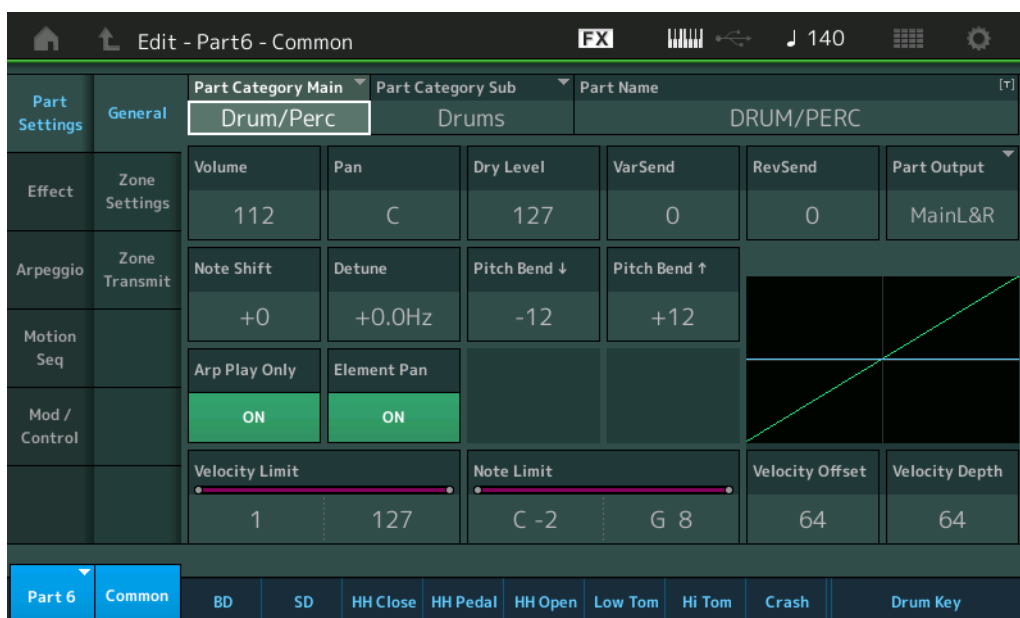 Edit - Part6 - Common FX ♩ 140
Part Settings
Effect
Arpeggio
Motion Seq
Mod / Control
General
Zone Settings
Zone Transmit
Part Category Main Part Category Sub Part Name [T]
Drum/Perc Drums DRUM/PERC
Volume Pan Dry Level VarSend RevSend Part Output
112 C 127 0 0 MainL&R
Note Shift Detune Pitch Bend ↓ Pitch Bend ↑
+0 +0.0Hz -12 +12
Arp Play Only Element Pan
ON ON
Velocity Limit Note Limit Velocity Offset Velocity Depth
1 127 C -2 G 8 64 64
Part 6 Common BD SD HH Close HH Pedal HH Open Low Tom Hi Tom Crash Drum Key